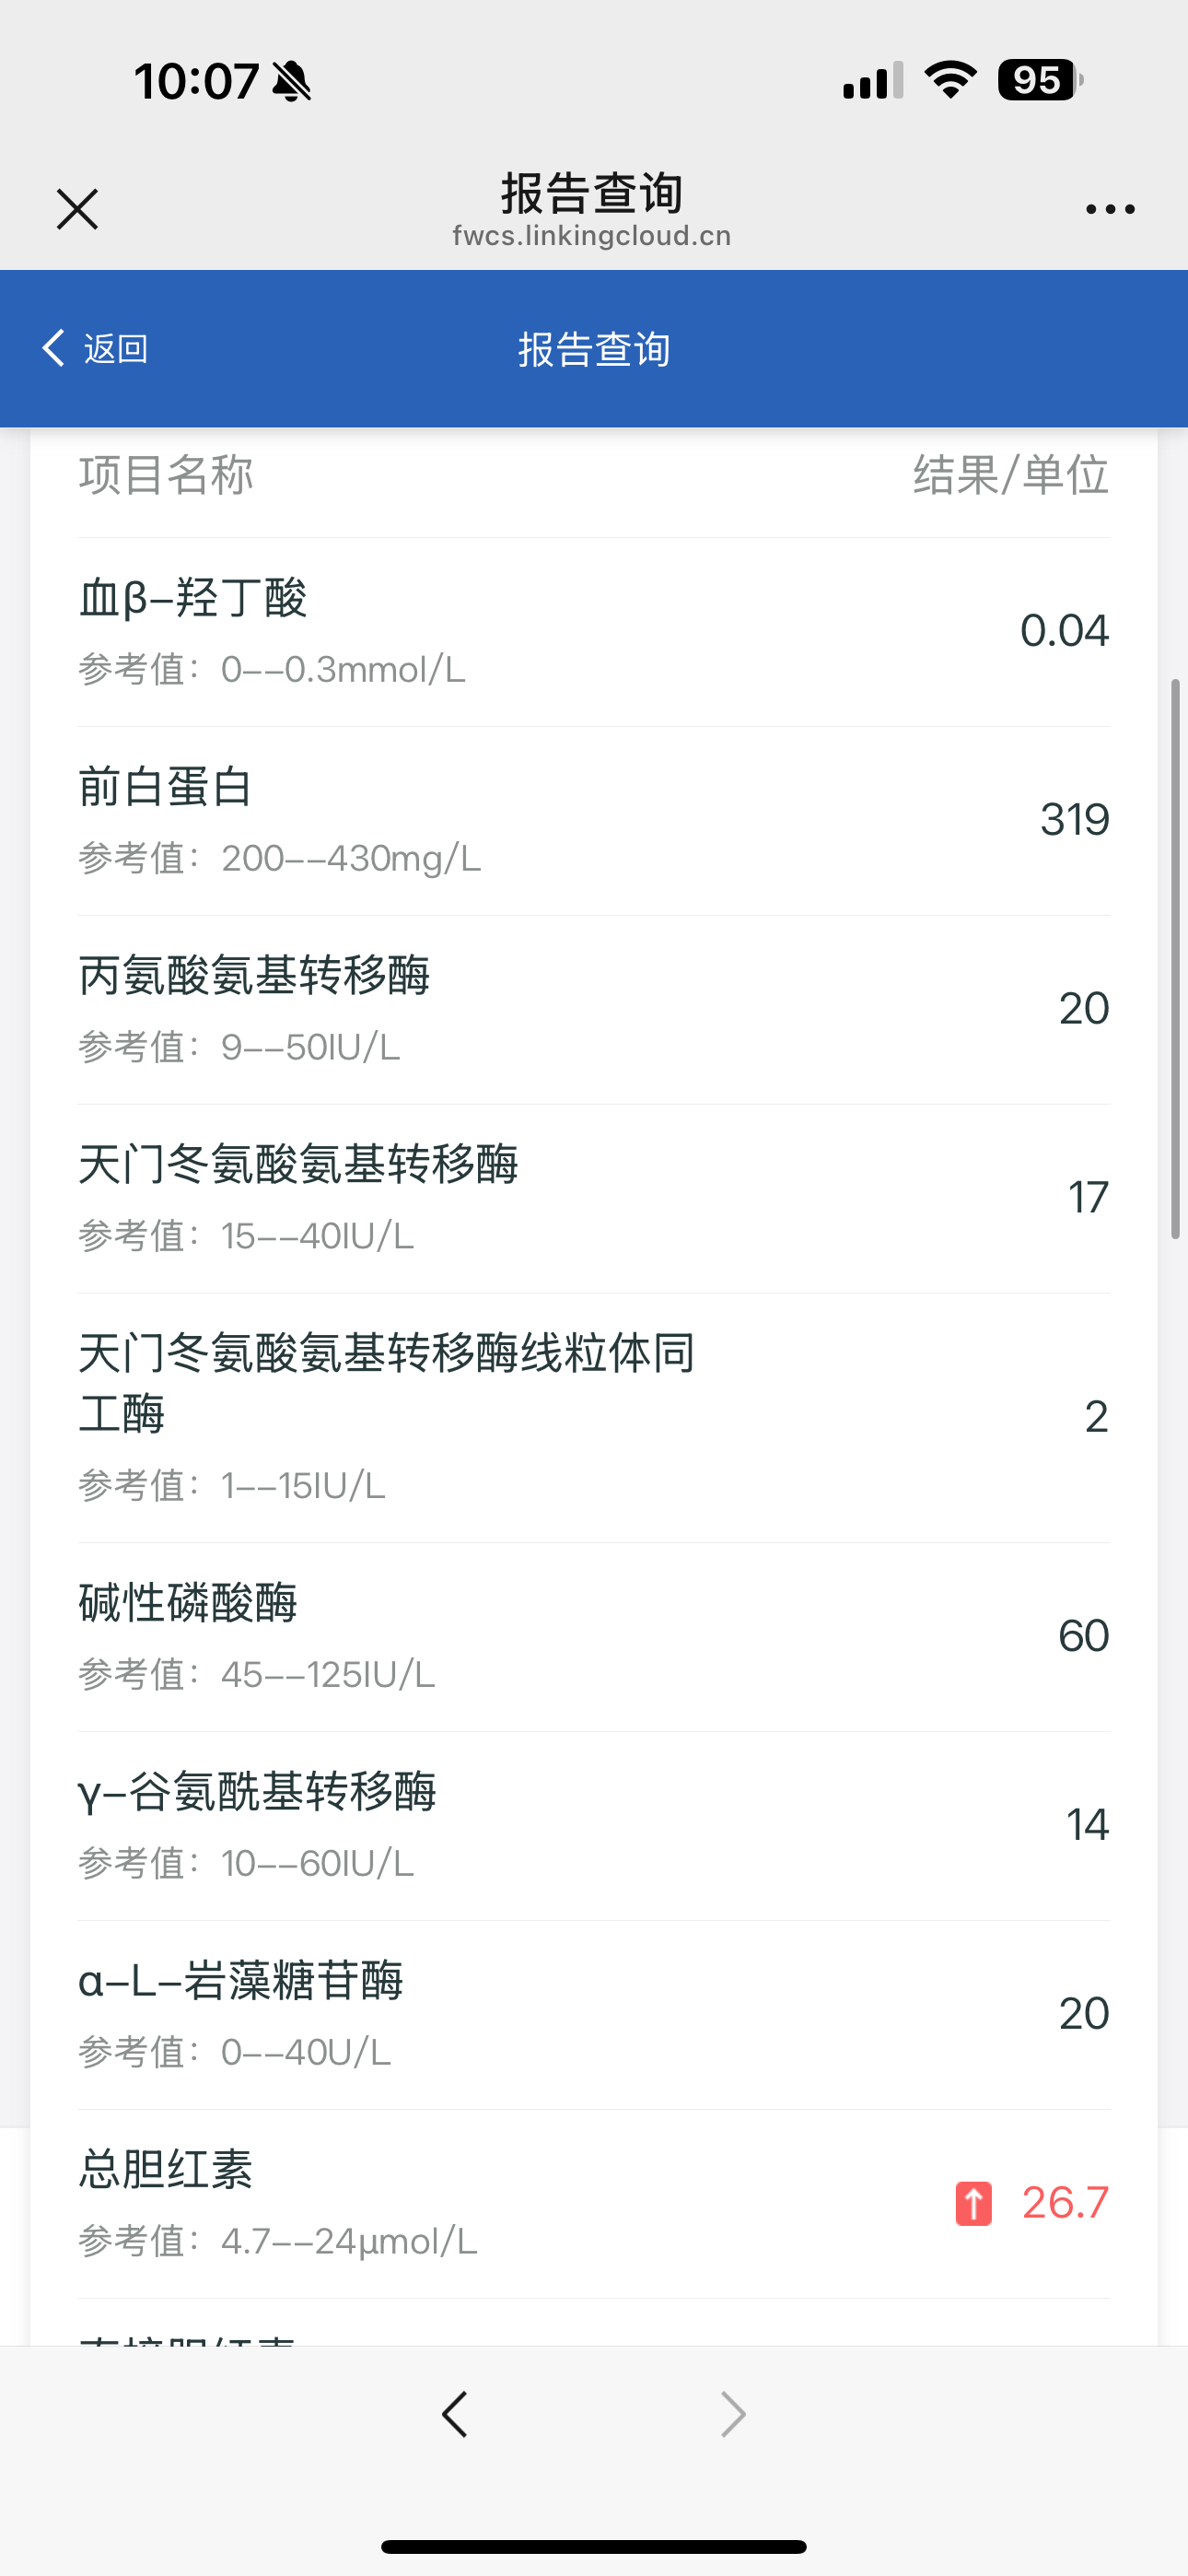 10:07
95
报告查询
fwcs.linkingcloud.cn
返回
报告查询
项目名称 结果/单位
血β-羟丁酸
0.04
参考值：0--0.3mmol/L
前白蛋白
319
参考值：200--430mg/L
丙氨酸氨基转移酶
20
参考值：9--50IU/L
天门冬氨酸氨基转移酶
17
参考值：15--40IU/L
天门冬氨酸氨基转移酶线粒体同
工酶
2
参考值：1--15IU/L
碱性磷酸酶
60
参考值：45--125IU/L
γ-谷氨酰基转移酶
14
参考值：10--60IU/L
α-L-岩藻糖苷酶
20
参考值：0--40U/L
总胆红素
↑ 26.7
参考值：4.7--24μmol/L